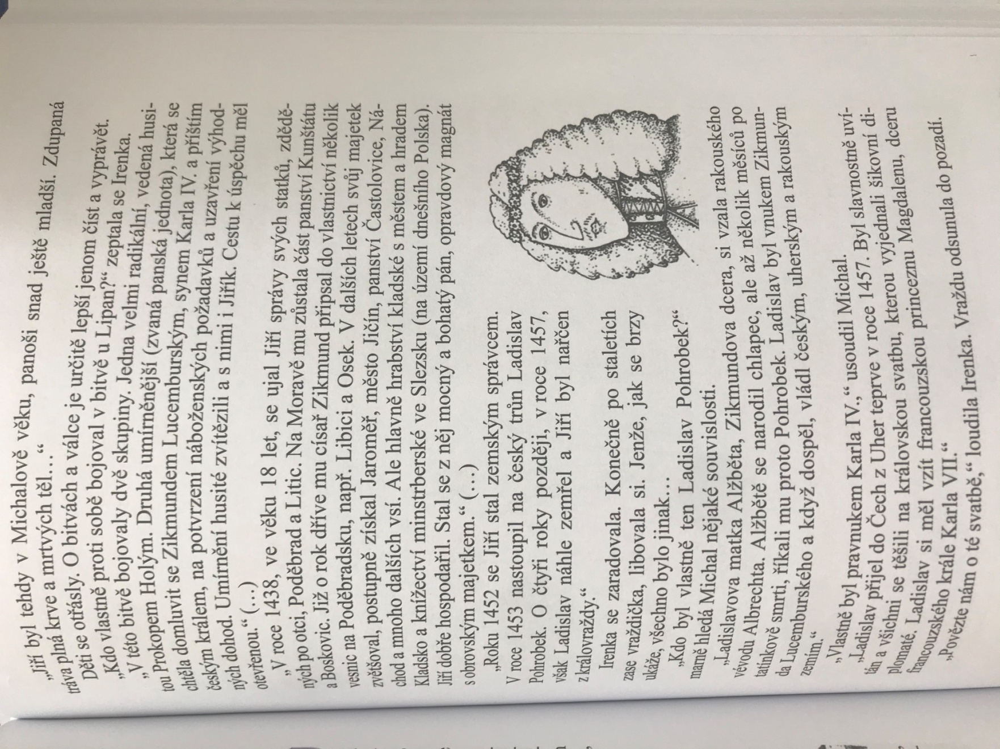 „Jiří byl tehdy v Michalově věku, panoši snad ještě mladší. Zdupaná
tráva plná krve a mrtvých těl…“
Děti se otřásly. O bitvách a válce je určitě lepší jenom číst a vyprávět.
„Kdo vlastně proti sobě bojoval v bitvě u Lipan?“ zeptala se Irenka.
„V této bitvě bojovaly dvě skupiny. Jedna velmi radikální, vedená husi-
tou Prokopem Holým. Druhá umírněnější (zvaná panská jednota), která se
chtěla domluvit se Zikmundem Lucemburským, synem Karla IV. a příštím
českým králem, na potvrzení náboženských požadavků a uzavření výhod-
ných dohod. Umírnění husité zvítězili a s nimi i Jiřík. Cestu k úspěchu měl
otevřenou.“ (…)
„V roce 1438, ve věku 18 let, se ujal Jiří správy svých statků, zdědě-
ných po otci, Poděbrad a Litic. Na Moravě mu zůstala část panství Kunštátu
a Boskovic. Již o rok dříve mu císař Zikmund připsal do vlastnictví několik
vesnic na Poděbradsku, např. Libici a Osek. V dalších letech svůj majetek
zvětšoval, postupně získal Jaroměř, město Jičín, panství Častolovice, Ná-
chod a mnoho dalších vsí. Ale hlavně hrabství kladské s městem a hradem
Kladsko a knížectví minstrberské ve Slezsku (na území dnešního Polska).
Jiří dobře hospodařil. Stal se z něj mocný a bohatý pán, opravdový magnát
s obrovským majetkem.“ (…)
„Roku 1452 se Jiří stal zemským správcem.
V roce 1453 nastoupil na český trůn Ladislav
Pohrobek. O čtyři roky později, v roce 1457,
však Ladislav náhle zemřel a Jiří byl nařčen
z královraždy.“
Irenka se zaradovala. Konečně po staletích
zase vraždička, libovala si. Jenže, jak se brzy
ukáže, všechno bylo jinak…
„Kdo byl vlastně ten Ladislav Pohrobek?“
marně hledá Michal nějaké souvislosti.
„Ladislavova matka Alžběta, Zikmundova dcera, si vzala rakouského
vévodu Albrechta. Alžbětě se narodil chlapec, ale až několik měsíců po
tatínkově smrti, říkali mu proto Pohrobek. Ladislav byl vnukem Zikmun-
da Lucemburského a když dospěl, vládl českým, uherským a rakouským
zemím.“
„Vlastně byl pravnukem Karla IV.,“ usoudil Michal.
„Ladislav přijel do Čech z Uher teprve v roce 1457. Byl slavnostně uví-
tán a všichni se těšili na královskou svatbu, kterou vyjednali šikovní di-
plomaté. Ladislav si měl vzít francouzskou princeznu Magdalenu, dceru
francouzského krále Karla VII.“
„Povězte nám o té svatbě,“ loudila Irenka. Vraždu odsunula do pozadí.